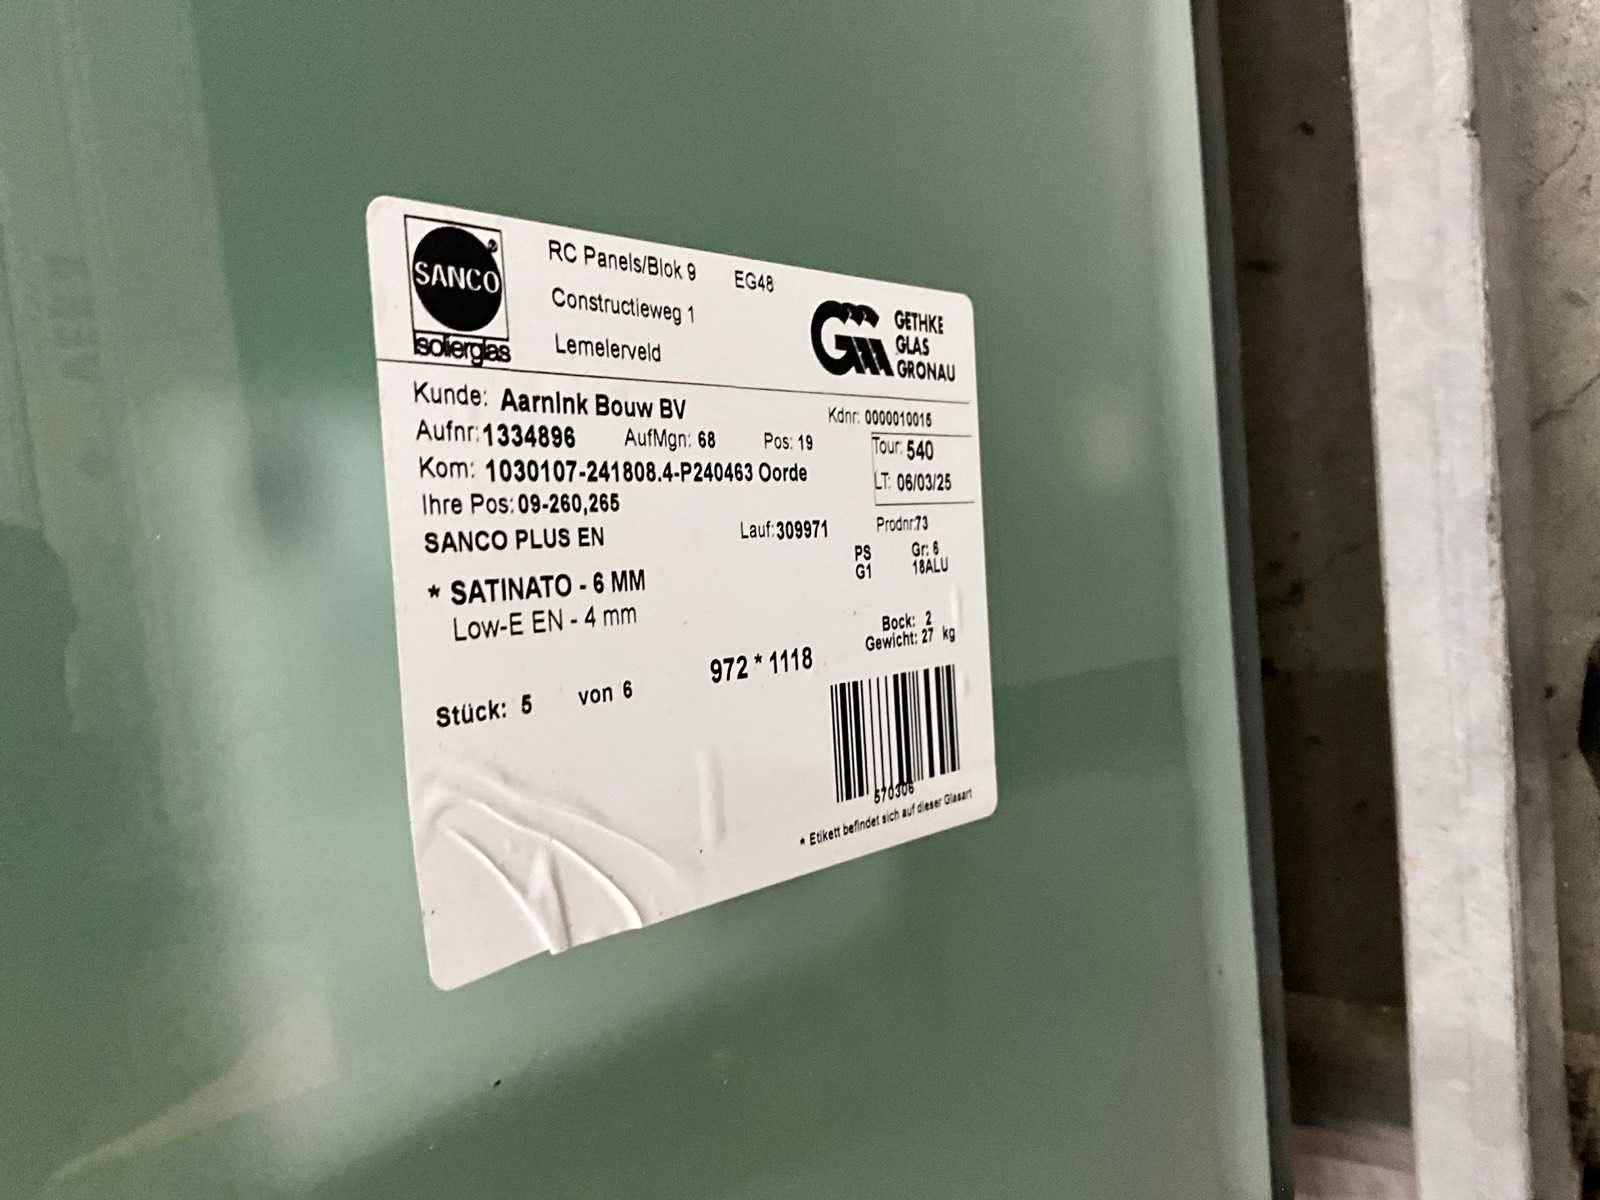 SANCO
Isolierglas
RC Panels/Blok 9 EG48
Constructieweg 1
Lemelerveld
GETHKE
GLAS
GRONAU
Kunde: AarnInk Bouw BV Kdnr: 0000010015
Aufnr: 1334896 AufMgn: 68 Pos: 19 Tour: 540
Kom: 1030107-241808.4-P240463 Oorde LT: 06/03/25
Ihre Pos: 09-260,265
SANCO PLUS EN Lauf: 309971 Prodnr:73
PS Gr: 6
G1 18ALU
* SATINATO - 6 MM
Low-E EN - 4 mm
Bock: 2
Gewicht: 27 kg
972 * 1118
Stück: 5 von 6
570306
* Etikett befindet sich auf dieser Glasart